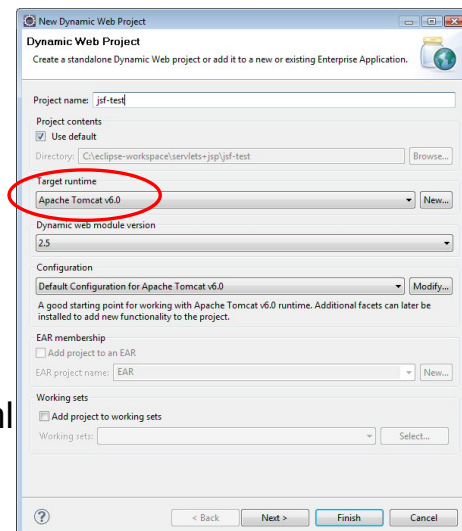 New Dynamic Web Project
Dynamic Web Project
Create a standalone Dynamic Web project or add it to a new or existing Enterprise Application.
Project name: jsf-test
Project contents
Use default
Directory: C:\eclipse-workspace\servlets+jsp\jsf-test Browse...
Target runtime
Apache Tomcat v6.0 New...
Dynamic web module version
2.5
Configuration
Default Configuration for Apache Tomcat v6.0 Modify...
A good starting point for working with Apache Tomcat v6.0 runtime. Additional facets can later be
installed to add new functionality to the project.
EAR membership
Add project to an EAR
EAR project name: EAR New...
Working sets
Add project to working sets
Working sets: Select...
? < Back Next > Finish Cancel